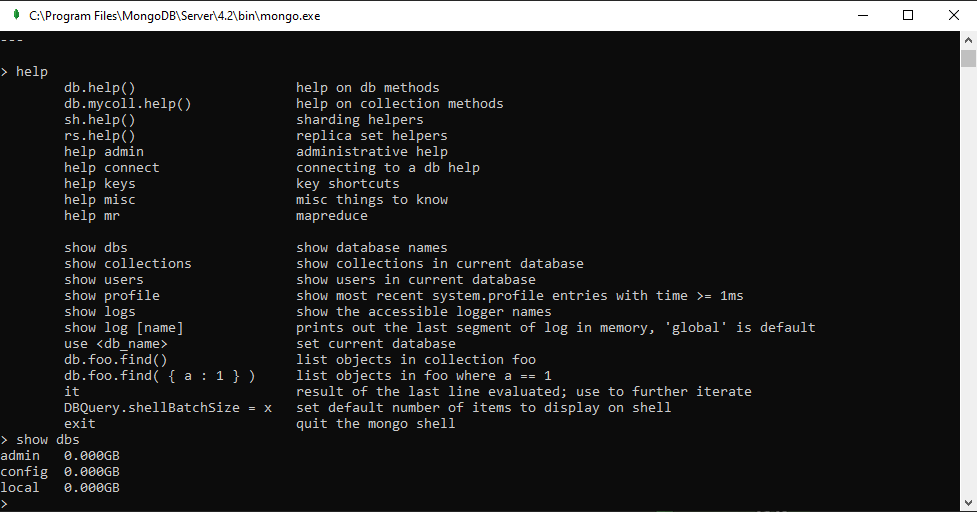 C:\Program Files\MongoDB\Server\4.2\bin\mongo.exe
---
> help
db.help() help on db methods
db.mycoll.help() help on collection methods
sh.help() sharding helpers
rs.help() replica set helpers
help admin administrative help
help connect connecting to a db help
help keys key shortcuts
help misc misc things to know
help mr mapreduce
show dbs show database names
show collections show collections in current database
show users show users in current database
show profile show most recent system.profile entries with time >= 1ms
show logs show the accessible logger names
show log [name] prints out the last segment of log in memory, 'global' is default
use <db_name> set current database
db.foo.find() list objects in collection foo
db.foo.find( { a : 1 } ) list objects in foo where a == 1
it result of the last line evaluated; use to further iterate
DBQuery.shellBatchSize = x set default number of items to display on shell
exit quit the mongo shell
> show dbs
admin 0.000GB
config 0.000GB
local 0.000GB
>